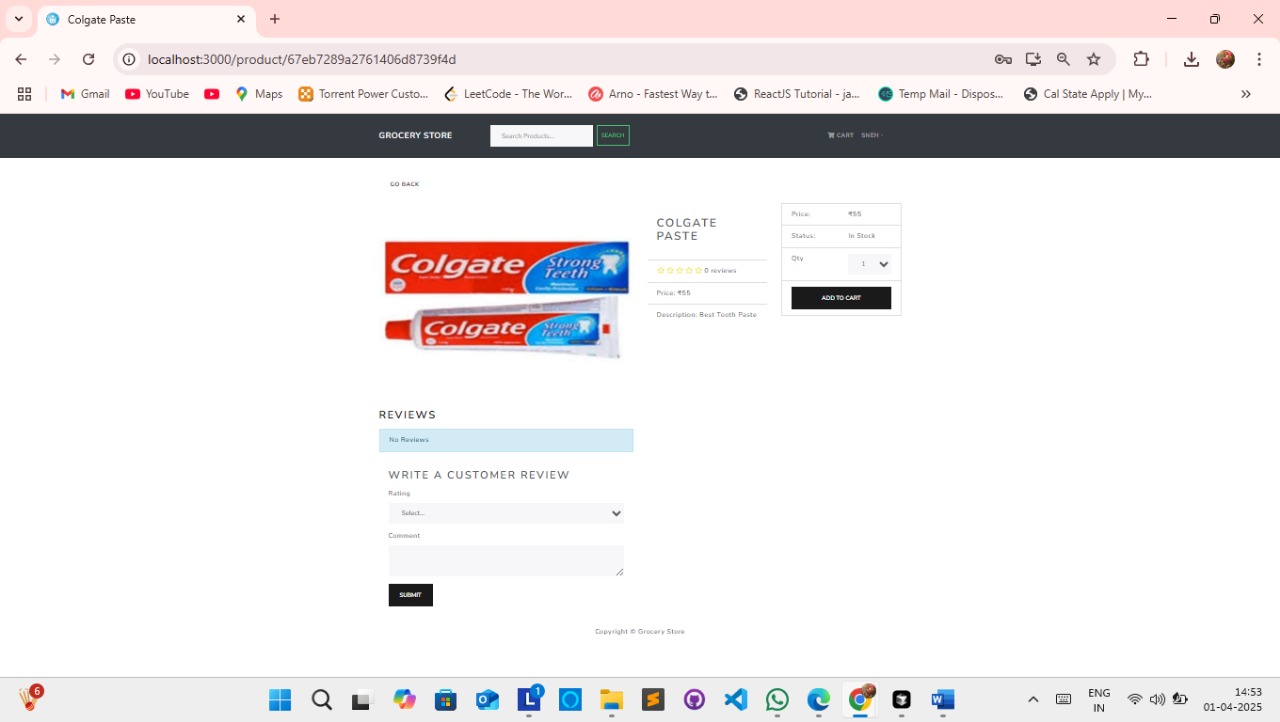 Colgate Paste
localhost:3000/product/67eb7289a2761406d8739f4d
Gmail YouTube Maps Torrent Power Custo... LeetCode - The Wor... Arno - Fastest Way t... ReactJS Tutorial - ja... Temp Mail - Dispos... Cal State Apply | My...
GROCERY STORE Search Products... SEARCH CART SNEH
GO BACK
COLGATE
PASTE
0 reviews
Price: ₹55
Description: Best Tooth Paste
Price: ₹55
Status: In Stock
Qty 1
ADD TO CART
Colgate Strong
Teeth
Maximum
Cavity Protection
Colgate Strong
Teeth
REVIEWS
No Reviews
WRITE A CUSTOMER REVIEW
Rating
Select...
Comment
SUBMIT
Copyright © Grocery Store
6
1
ENG
IN
14:53
01-04-2025